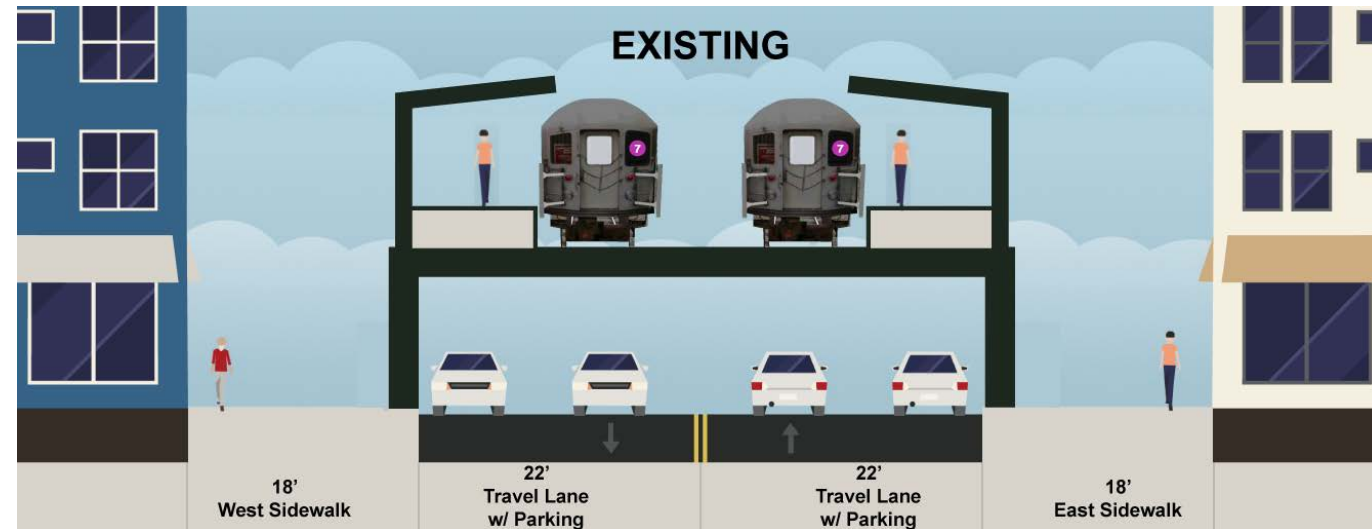 EXISTING
7
7
18’
West Sidewalk
22’
Travel Lane
w/ Parking
22’
Travel Lane
w/ Parking
18’
East Sidewalk